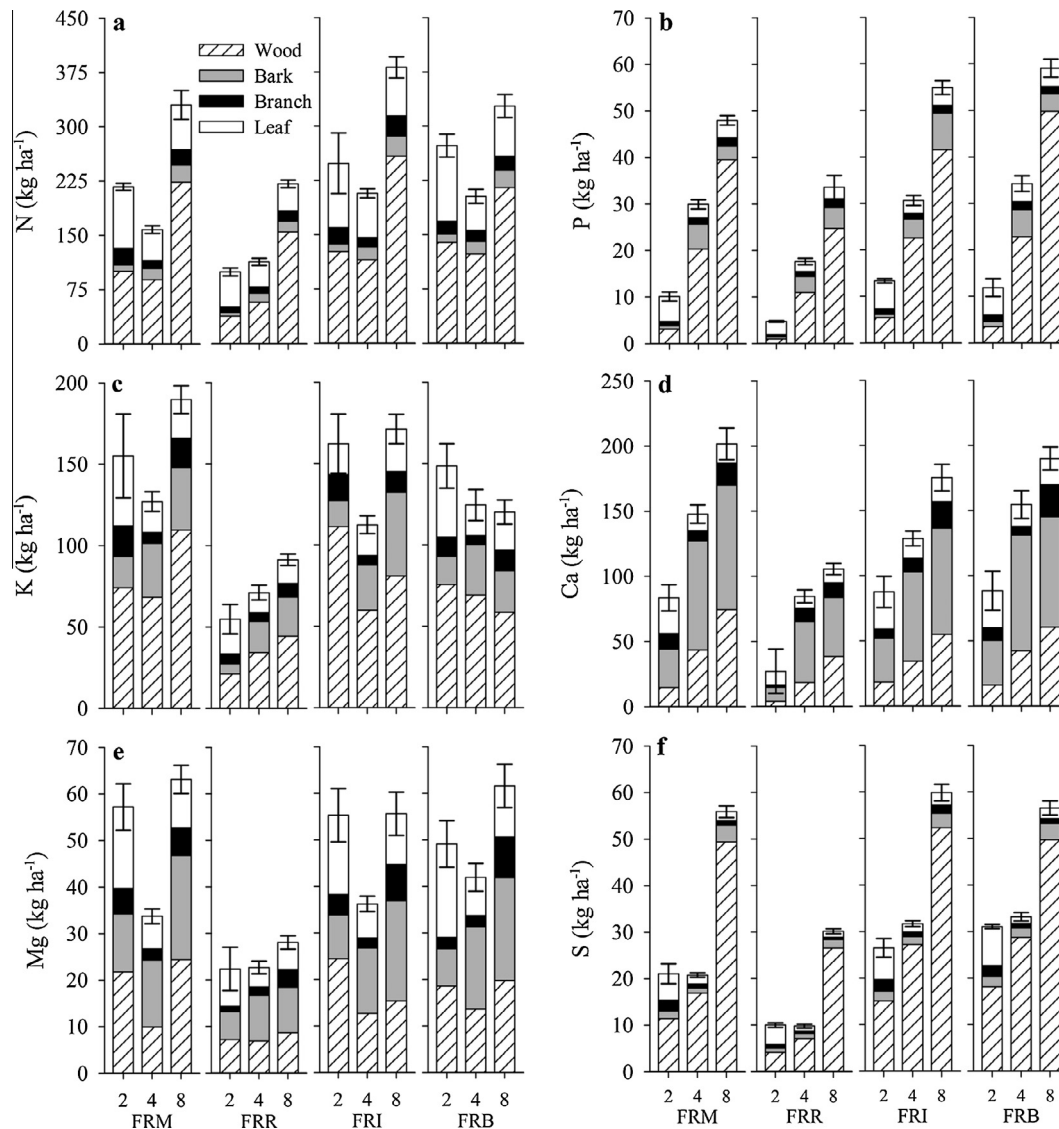 a
450
375
300
225
150
75
0
N (kg ha⁻¹)
Wood
Bark
Branch
Leaf
b
70
60
50
40
30
20
10
0
P (kg ha⁻¹)
c
200
150
100
50
0
K (kg ha⁻¹)
d
250
200
150
100
50
0
Ca (kg ha⁻¹)
e
70
60
50
40
30
20
10
0
Mg (kg ha⁻¹)
2 4 8 2 4 8 2 4 8 2 4 8
FRM FRR FRI FRB
f
70
60
50
40
30
20
10
0
S (kg ha⁻¹)
2 4 8 2 4 8 2 4 8 2 4 8
FRM FRR FRI FRB